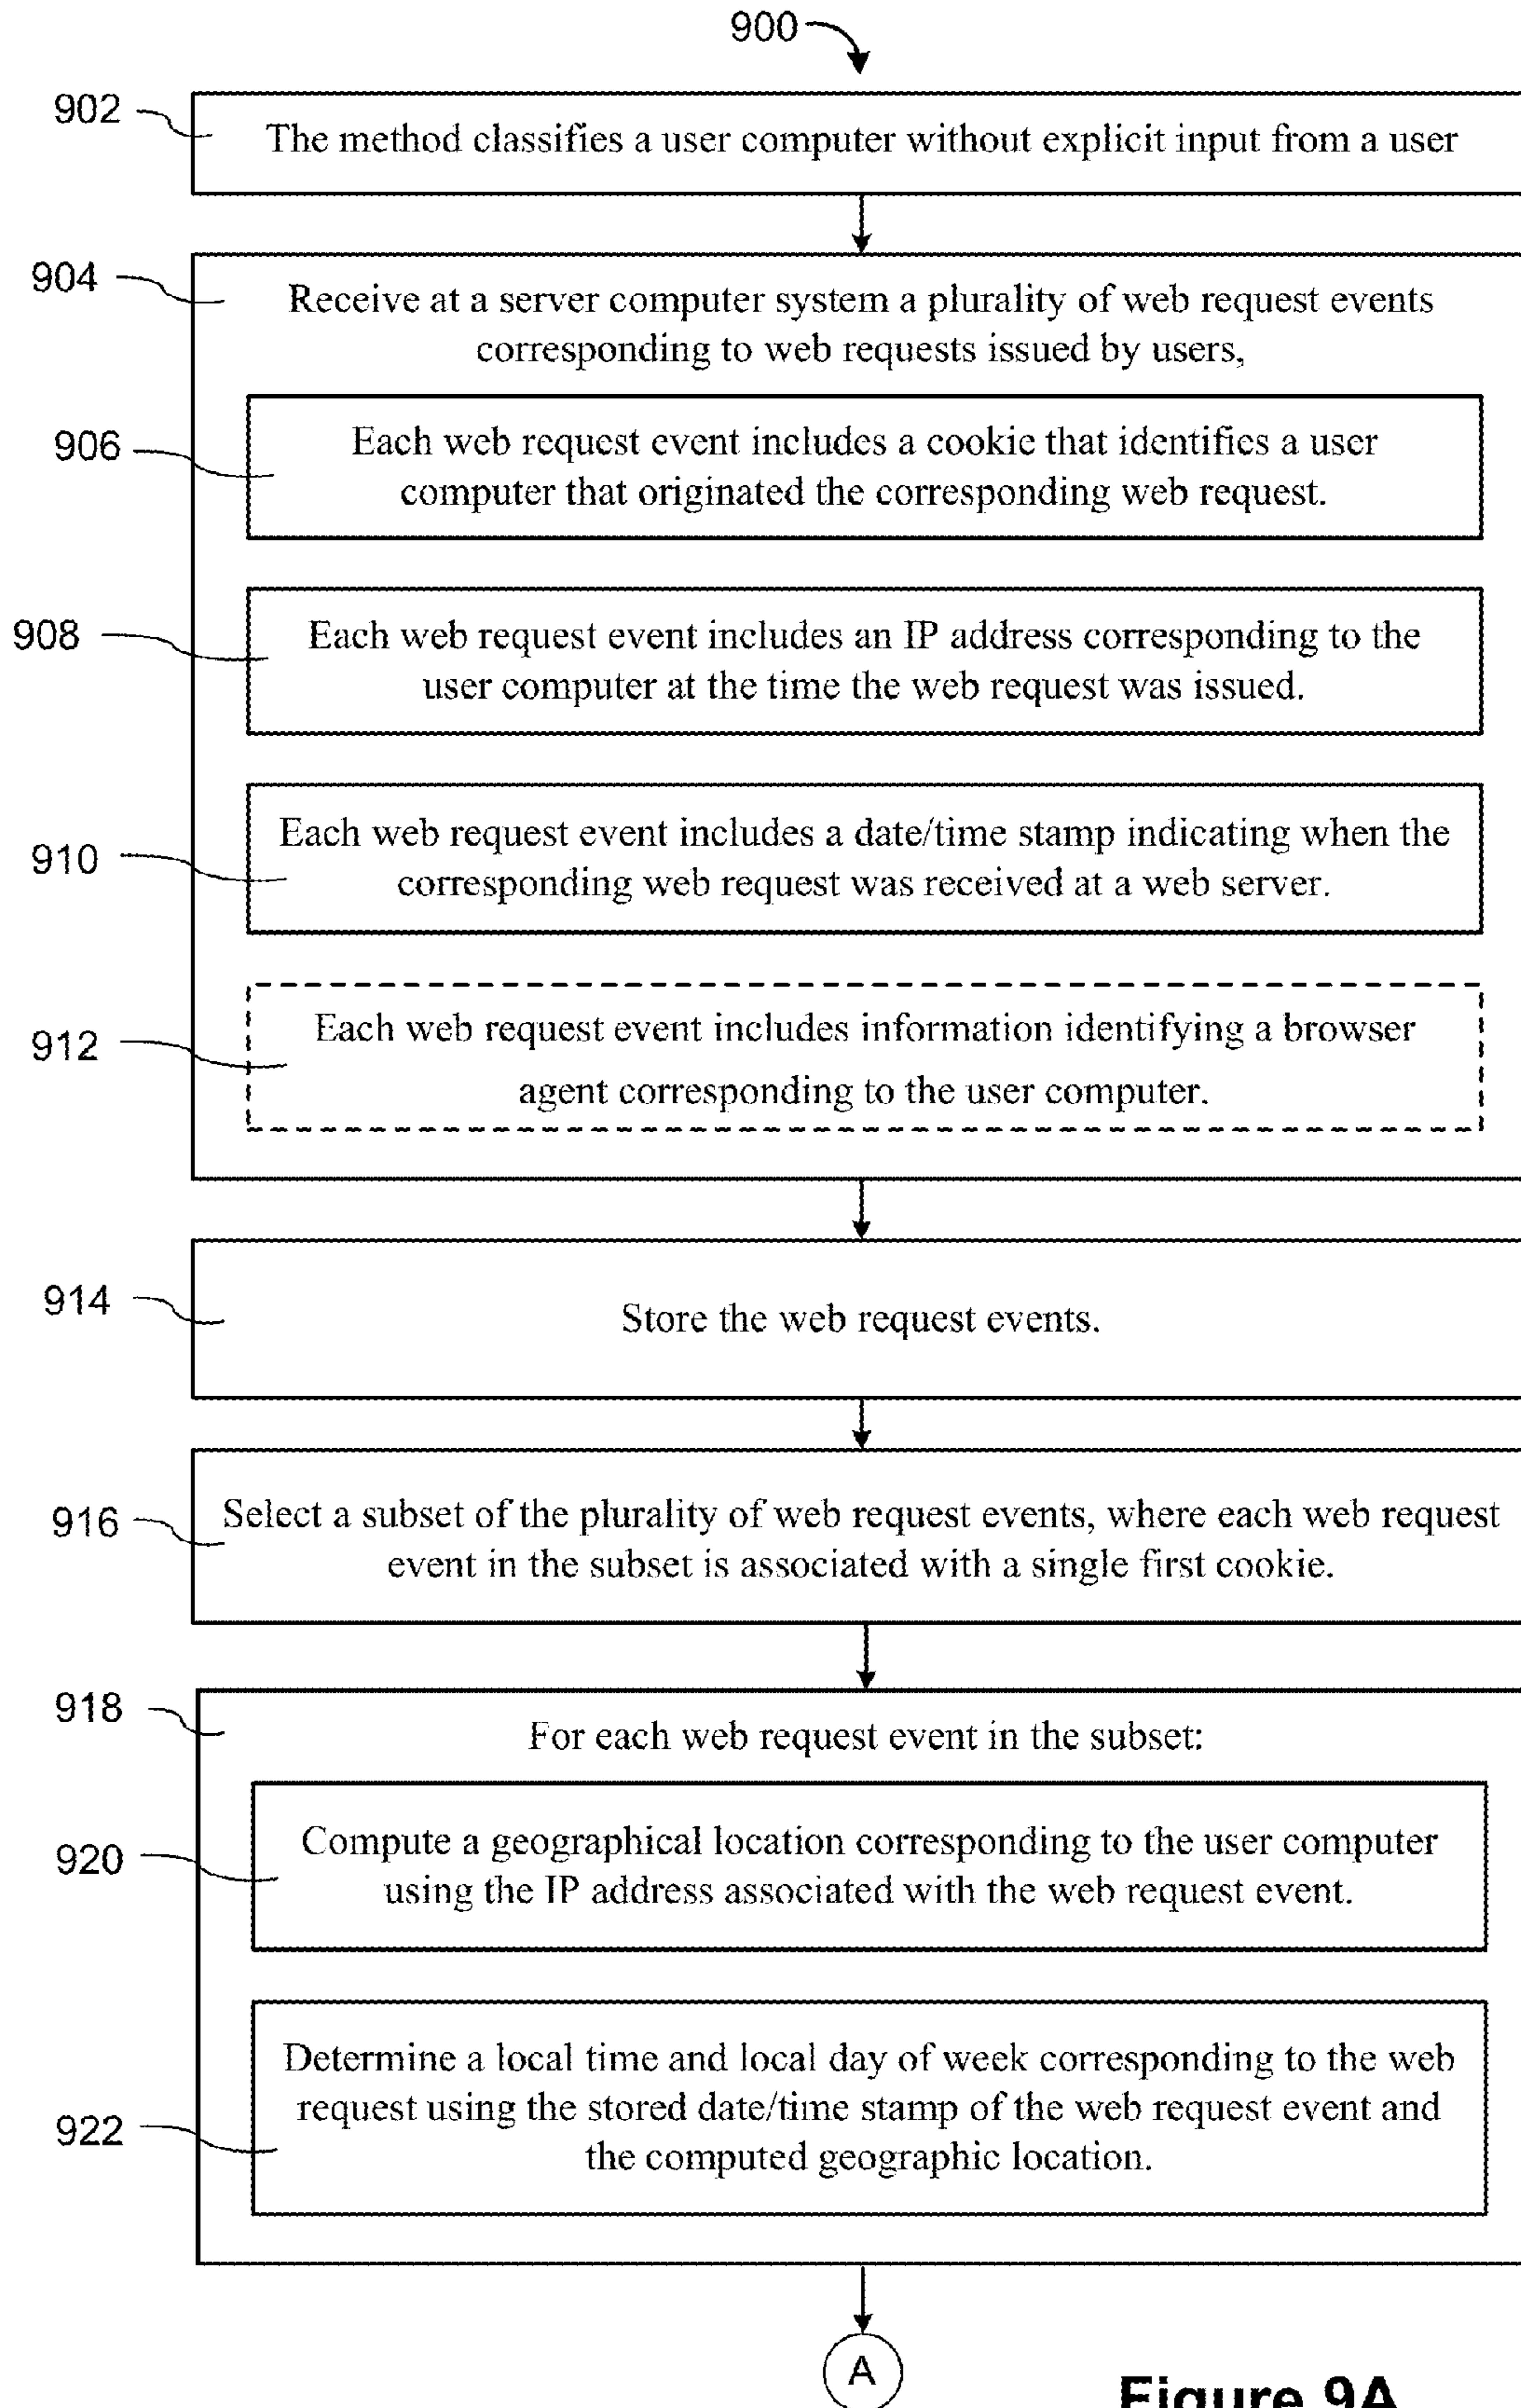 900
902
The method classifies a user computer without explicit input from a user
904
Receive at a server computer system a plurality of web request events
corresponding to web requests issued by users,
906
Each web request event includes a cookie that identifies a user
computer that originated the corresponding web request.
908
Each web request event includes an IP address corresponding to the
user computer at the time the web request was issued.
910
Each web request event includes a date/time stamp indicating when the
corresponding web request was received at a web server.
912
Each web request event includes information identifying a browser
agent corresponding to the user computer.
914
Store the web request events.
916
Select a subset of the plurality of web request events, where each web request
event in the subset is associated with a single first cookie.
918
For each web request event in the subset:
920
Compute a geographical location corresponding to the user computer
using the IP address associated with the web request event.
922
Determine a local time and local day of week corresponding to the web
request using the stored date/time stamp of the web request event and
the computed geographic location.
A
Figure 9A